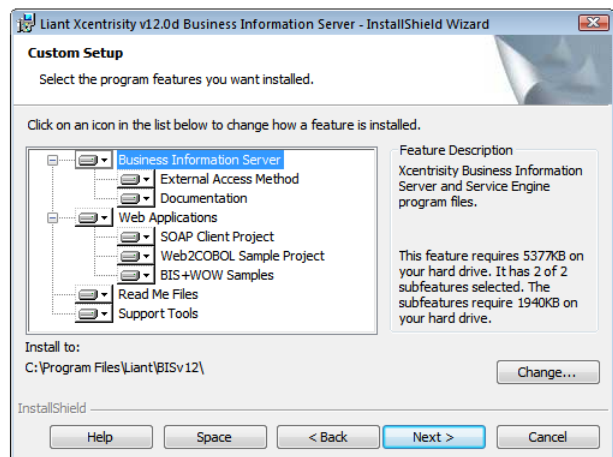 Liant Xcentrisity v12.0d Business Information Server - InstallShield Wizard
Custom Setup
Select the program features you want installed.
Click on an icon in the list below to change how a feature is installed.
Business Information Server
External Access Method
Documentation
Web Applications
SOAP Client Project
Web2COBOL Sample Project
BIS+WOW Samples
Read Me Files
Support Tools
Feature Description
Xcentrisity Business Information
Server and Service Engine
program files.
This feature requires 5377KB on
your hard drive. It has 2 of 2
subfeatures selected. The
subfeatures require 1940KB on
your hard drive.
Install to:
C:\Program Files\Liant\BISv12\
Change...
InstallShield
Help
Space
< Back
Next >
Cancel